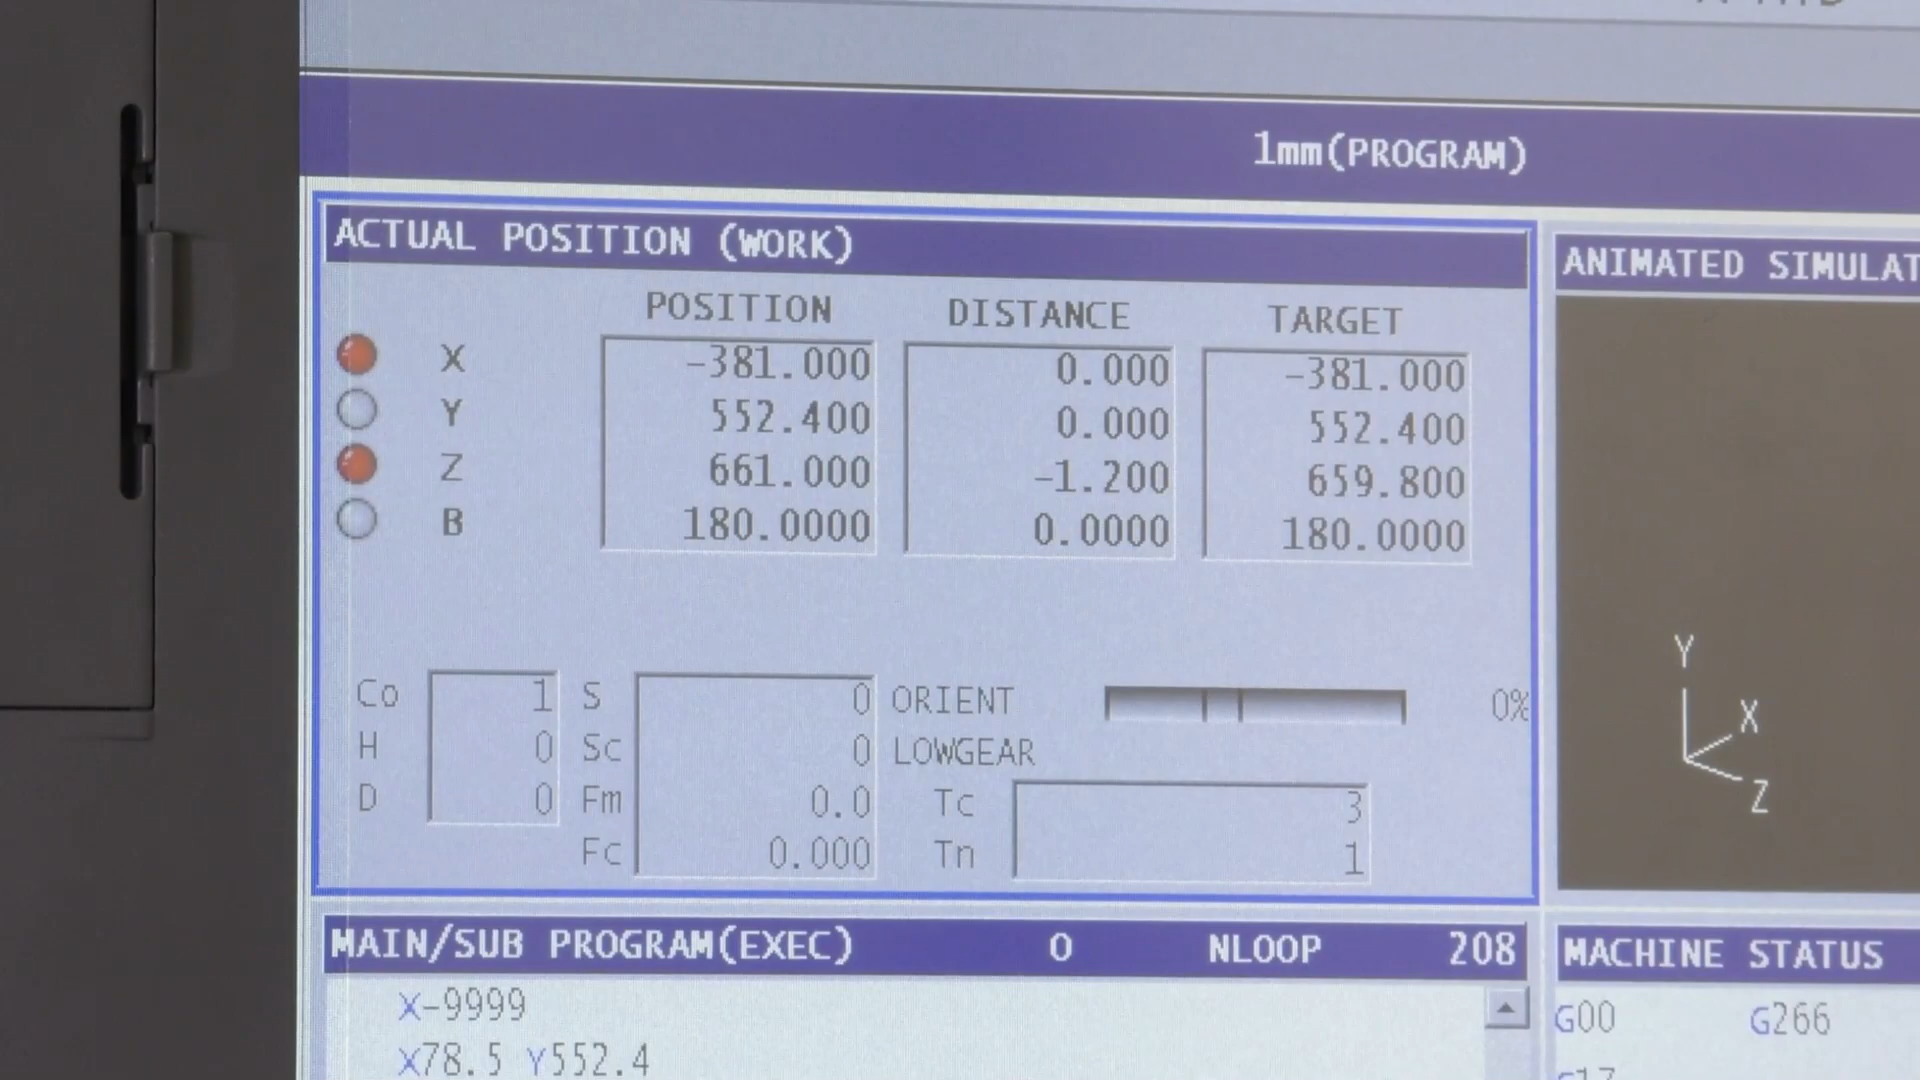 1mm(PROGRAM)
ACTUAL POSITION (WORK)
POSITION DISTANCE TARGET
X -381.000 0.000 -381.000
Y 552.400 0.000 552.400
Z 661.000 -1.200 659.800
B 180.0000 0.0000 180.0000
Co 1 S 0 ORIENT 0%
H 0 Sc 0 LOWGEAR
D 0 Fm 0.0 Tc 3
Fc 0.000 Tn 1
ANIMATED SIMULAT
Y
X
Z
MAIN/SUB PROGRAM(EXEC) O NLOOP 208
X-9999
X78.5 Y552.4
MACHINE STATUS
G00 G266